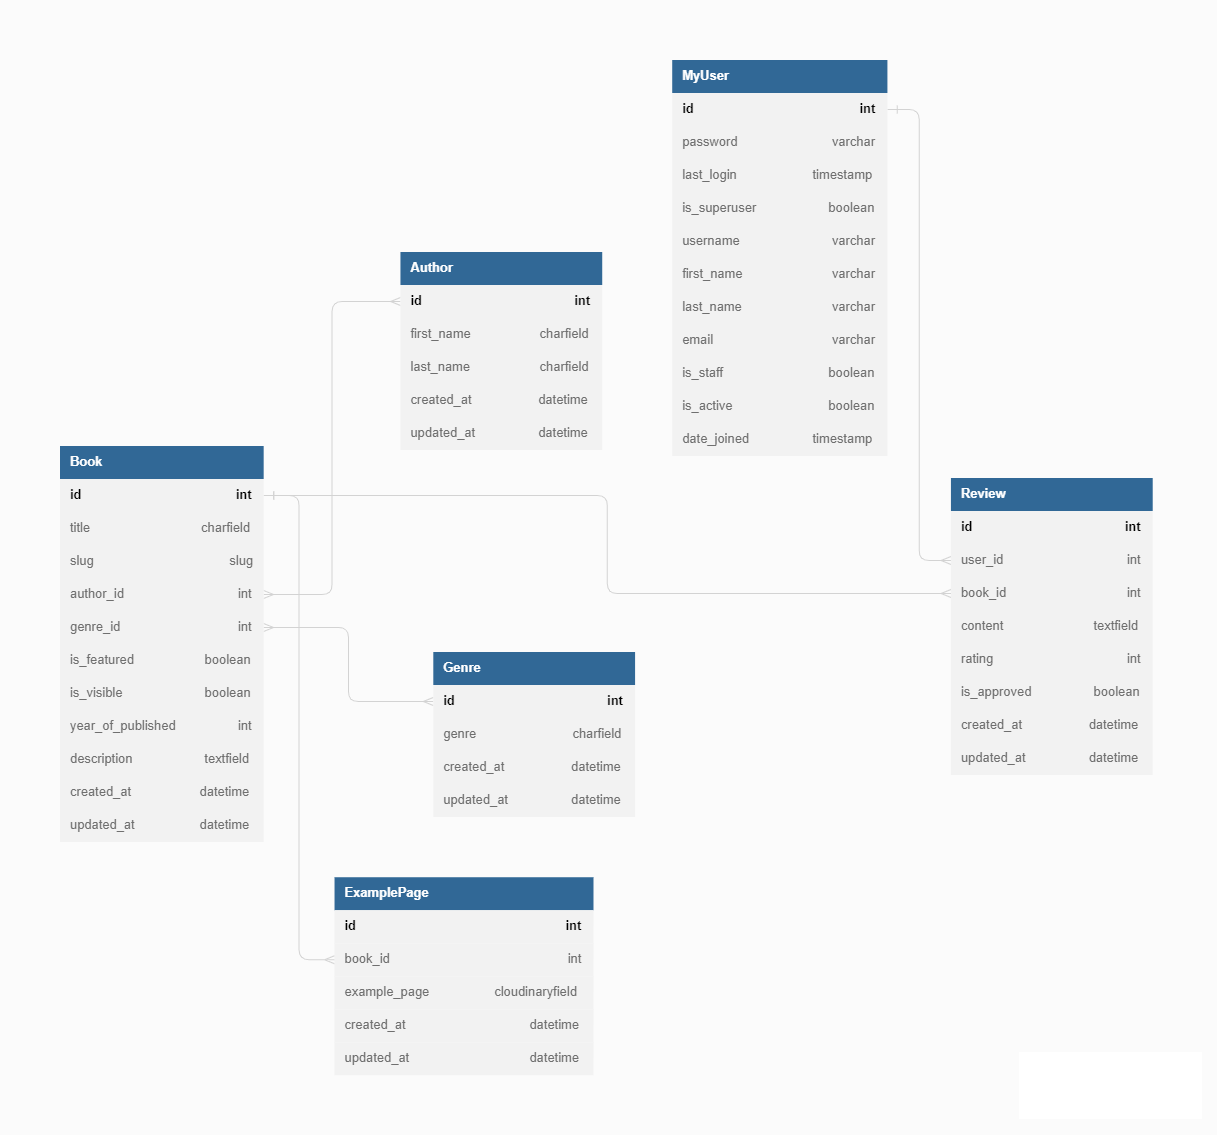 MyUser
id int
password varchar
last_login timestamp
is_superuser boolean
username varchar
first_name varchar
last_name varchar
email varchar
is_staff boolean
is_active boolean
date_joined timestamp
Author
id int
first_name charfield
last_name charfield
created_at datetime
updated_at datetime
Book
id int
title charfield
slug slug
author_id int
genre_id int
is_featured boolean
is_visible boolean
year_of_published int
description textfield
created_at datetime
updated_at datetime
Review
id int
user_id int
book_id int
content textfield
rating int
is_approved boolean
created_at datetime
updated_at datetime
Genre
id int
genre charfield
created_at datetime
updated_at datetime
ExamplePage
id int
book_id int
example_page cloudinaryfield
created_at datetime
updated_at datetime